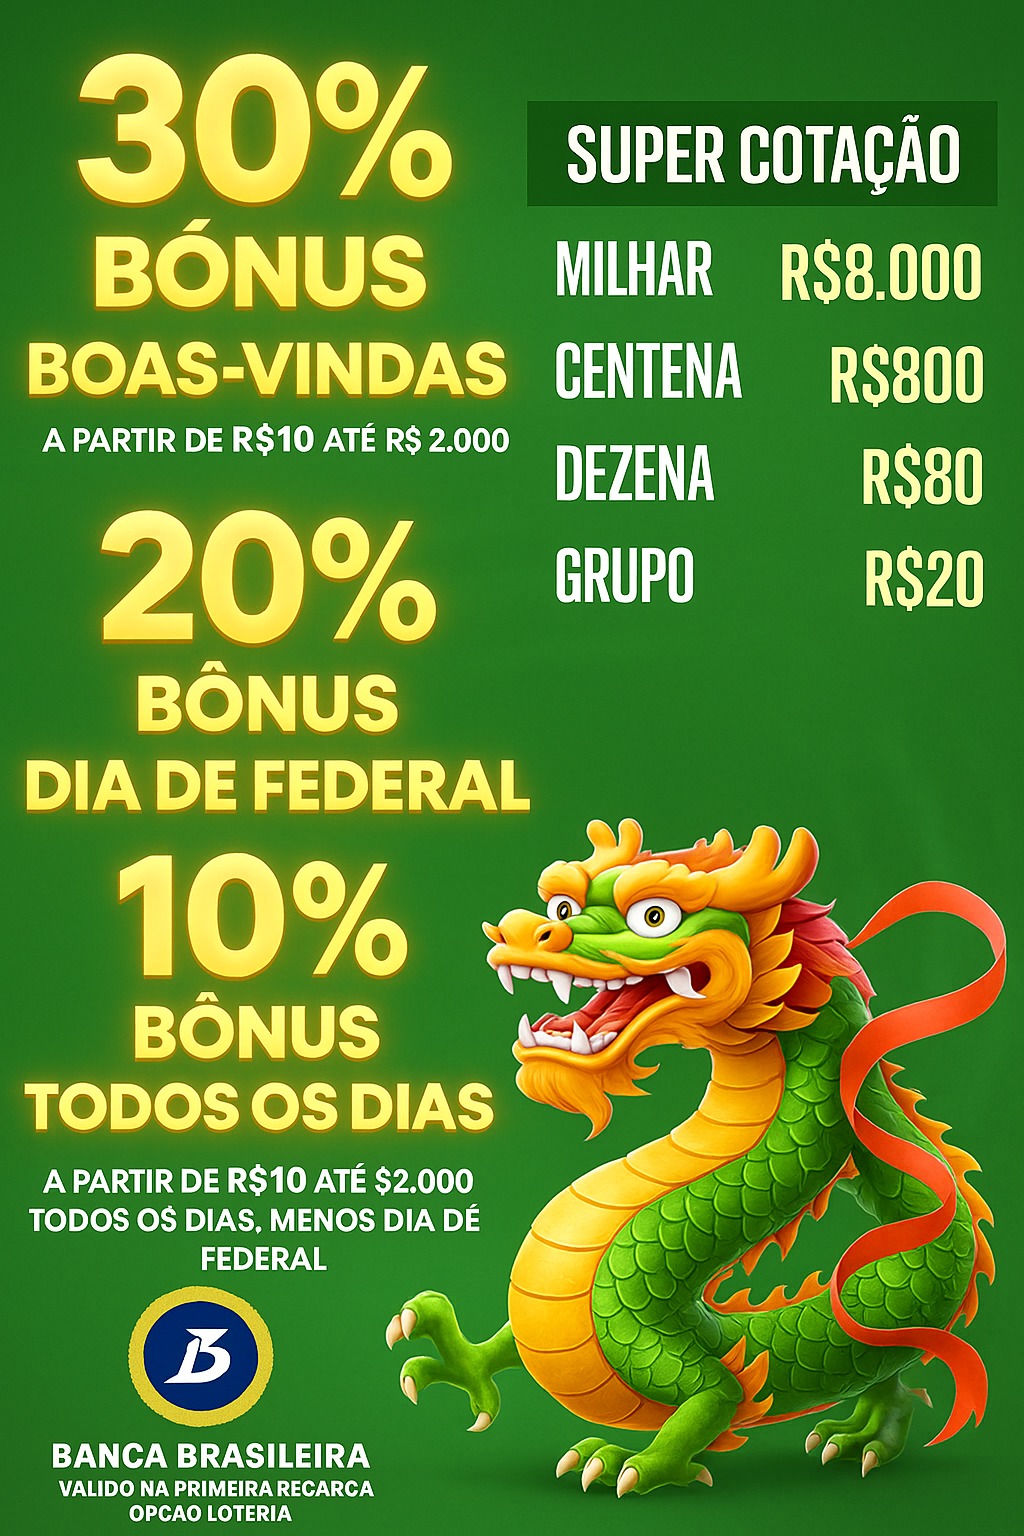 30%
BÓNUS
BOAS-VINDAS
A PARTIR DE R$10 ATÉ R$ 2.000
20%
BÔNUS
DIA DE FEDERAL
10%
BÔNUS
TODOS OS DIAS
A PARTIR DE R$10 ATÉ $2.000
TODOS OS DIAS, MENOS DIA DÉ
FEDERAL
B
BANCA BRASILEIRA
VALIDO NA PRIMEIRA RECARCA
OPCAO LOTERIA
SUPER COTAÇÃO
MILHAR R$8.000
CENTENA R$800
DEZENA R$80
GRUPO R$20